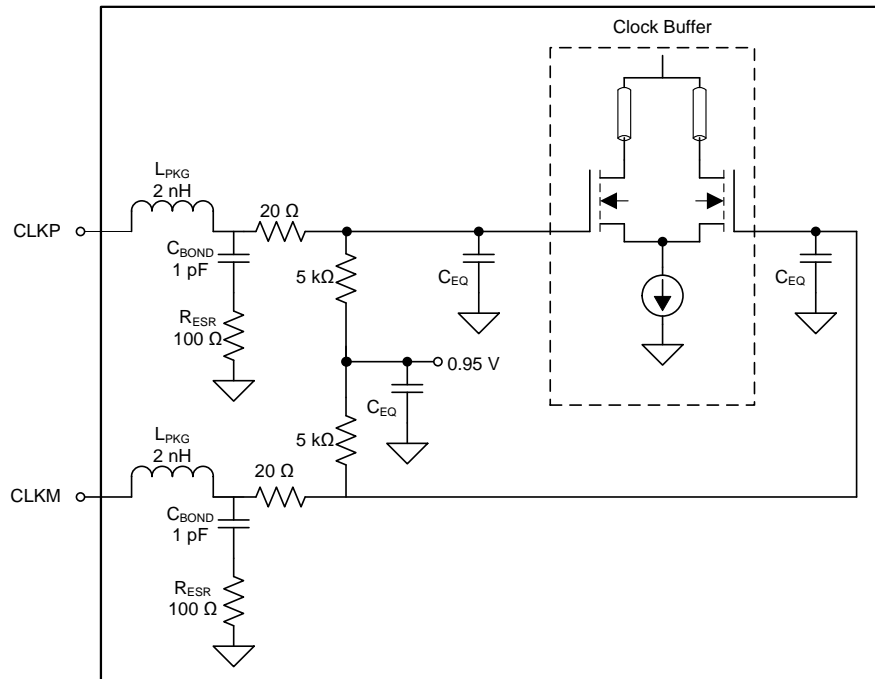 Clock Buffer
LPKG
2 nH
CLKP
20 Ω
CBOND
1 pF
5 kΩ
CEQ
CEQ
RESR
100 Ω
0.95 V
CEQ
5 kΩ
LPKG
2 nH
20 Ω
CLKM
CBOND
1 pF
RESR
100 Ω